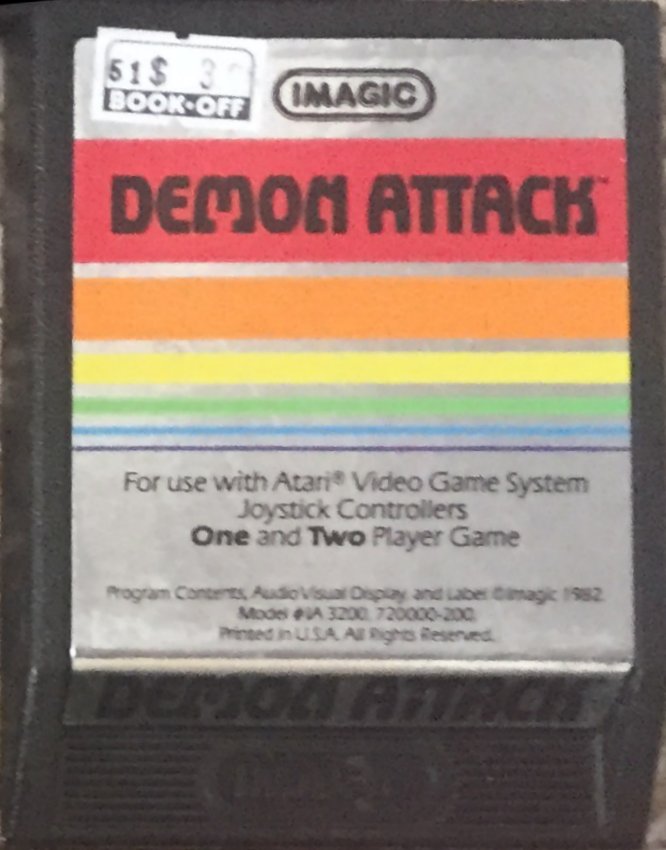 51$ 3
BOOK•OFF
IMAGIC
DEMON ATTACK™
For use with Atari® Video Game System
Joystick Controllers
One and Two Player Game
Program Contents, Audio Visual Display, and Label ©Imagic 1982
Model #IA 3200, 720000-200
Printed in U.S.A. All Rights Reserved.
DEMON ATTACK
IMAGIC